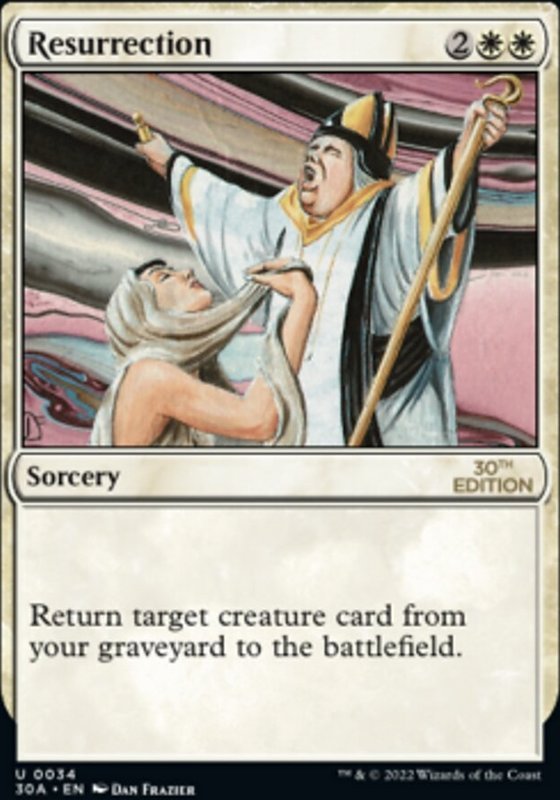 Resurrection 2
Sorcery
30TH
EDITION
Return target creature card from
your graveyard to the battlefield.
U 0034
30A • EN Dan Frazier
™ & © 2022 Wizards of the Coast